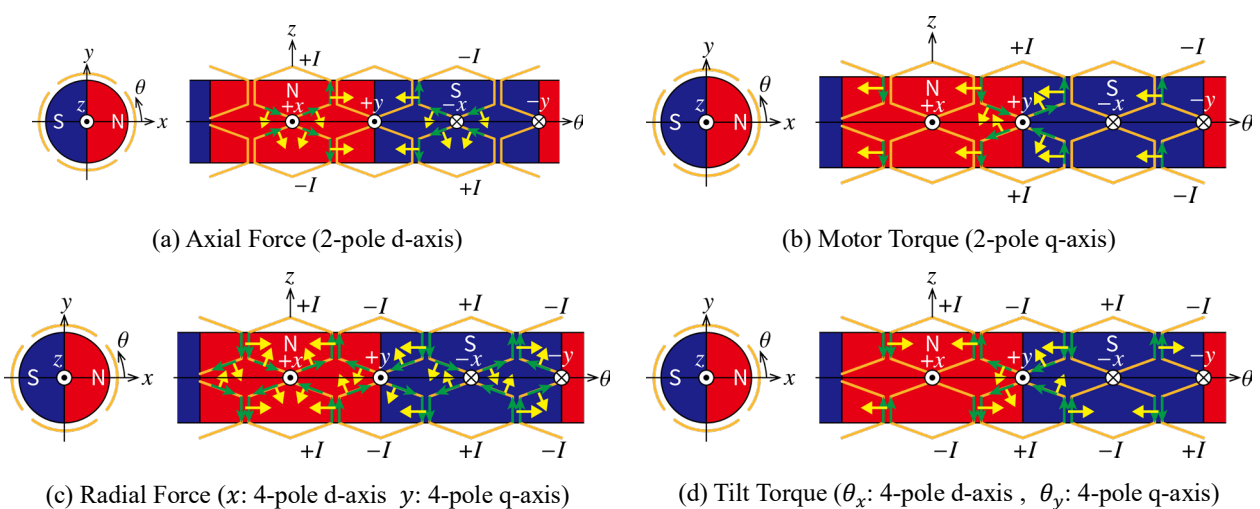 z
+I
−I
y
θ
z
S
N
x
N
+x
+y
S
−x
−y
θ
−I
+I
(a) Axial Force (2-pole d-axis)
z
+I
−I
y
θ
z
S
N
x
N
+x
+y
S
−x
−y
θ
+I
−I
(b) Motor Torque (2-pole q-axis)
z
+I
−I
+I
−I
y
θ
z
S
N
x
N
+x
+y
S
−x
−y
θ
+I
−I
+I
−I
(c) Radial Force (x: 4-pole d-axis y: 4-pole q-axis)
z
+I
−I
+I
−I
y
θ
z
S
N
x
N
+x
+y
S
−x
−y
θ
−I
+I
−I
+I
(d) Tilt Torque (θx: 4-pole d-axis , θy: 4-pole q-axis)